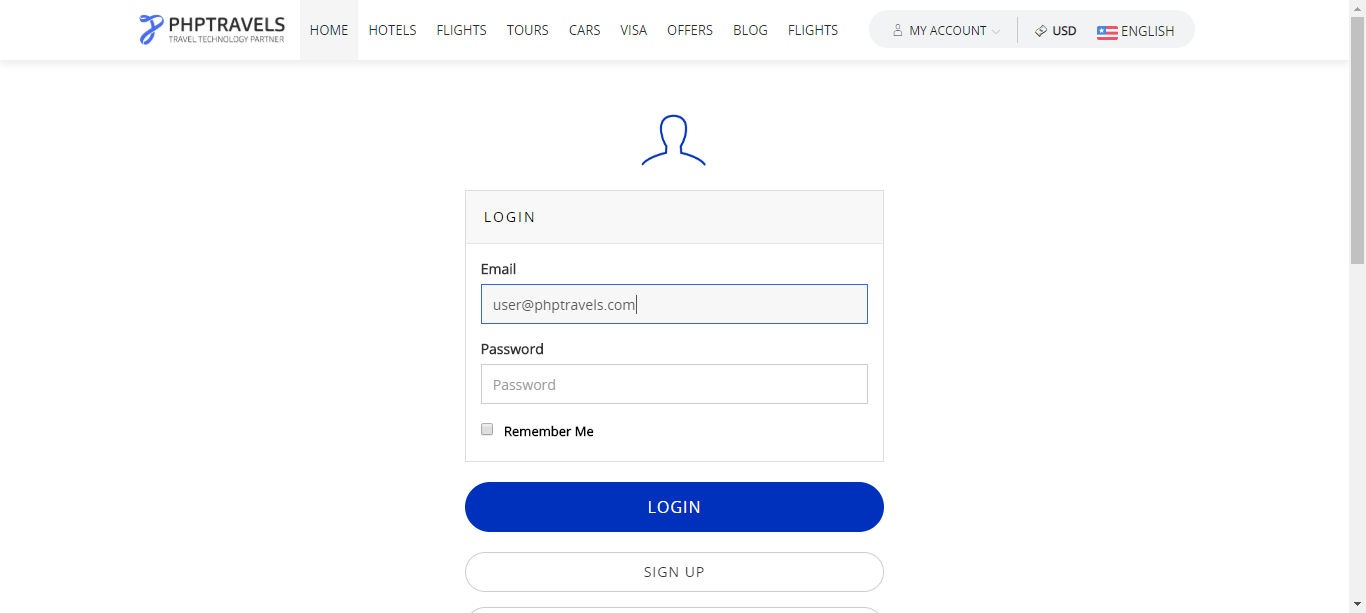 PHPTRAVELS
TRAVEL TECHNOLOGY PARTNER
HOME HOTELS FLIGHTS TOURS CARS VISA OFFERS BLOG FLIGHTS MY ACCOUNT USD ENGLISH
LOGIN
Email
user@phptravels.com
Password
Password
Remember Me
LOGIN
SIGN UP